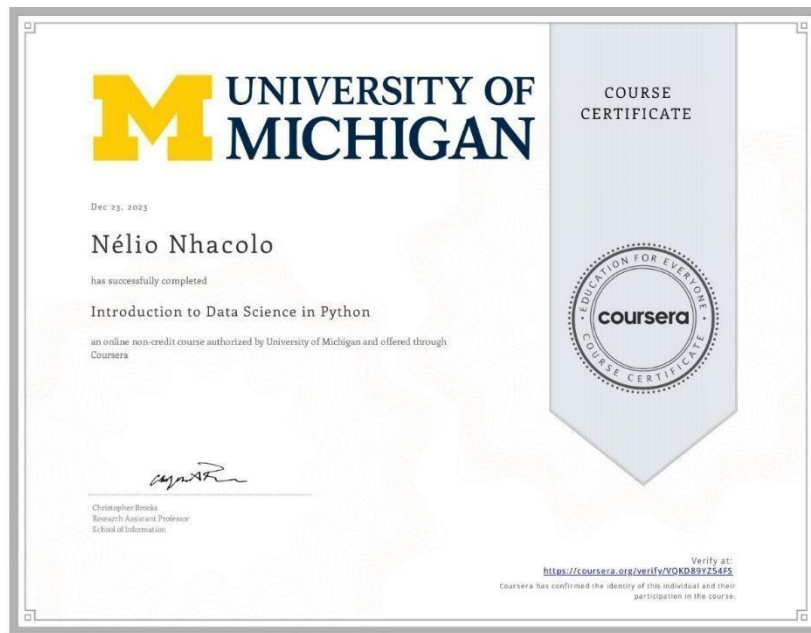 UNIVERSITY OF
MICHIGAN
COURSE
CERTIFICATE
Dec 23, 2023
Nélio Nhacolo
has successfully completed
Introduction to Data Science in Python
an online non-credit course authorized by University of Michigan and offered through
Coursera
EDUCATION FOR EVERYONE
coursera
COURSE CERTIFICATE
Christopher Brooks
Research Assistant Professor
School of Information
Verify at:
https://coursera.org/verify/VQKD89YZ54FS
Coursera has confirmed the identity of this individual and their
participation in the course.